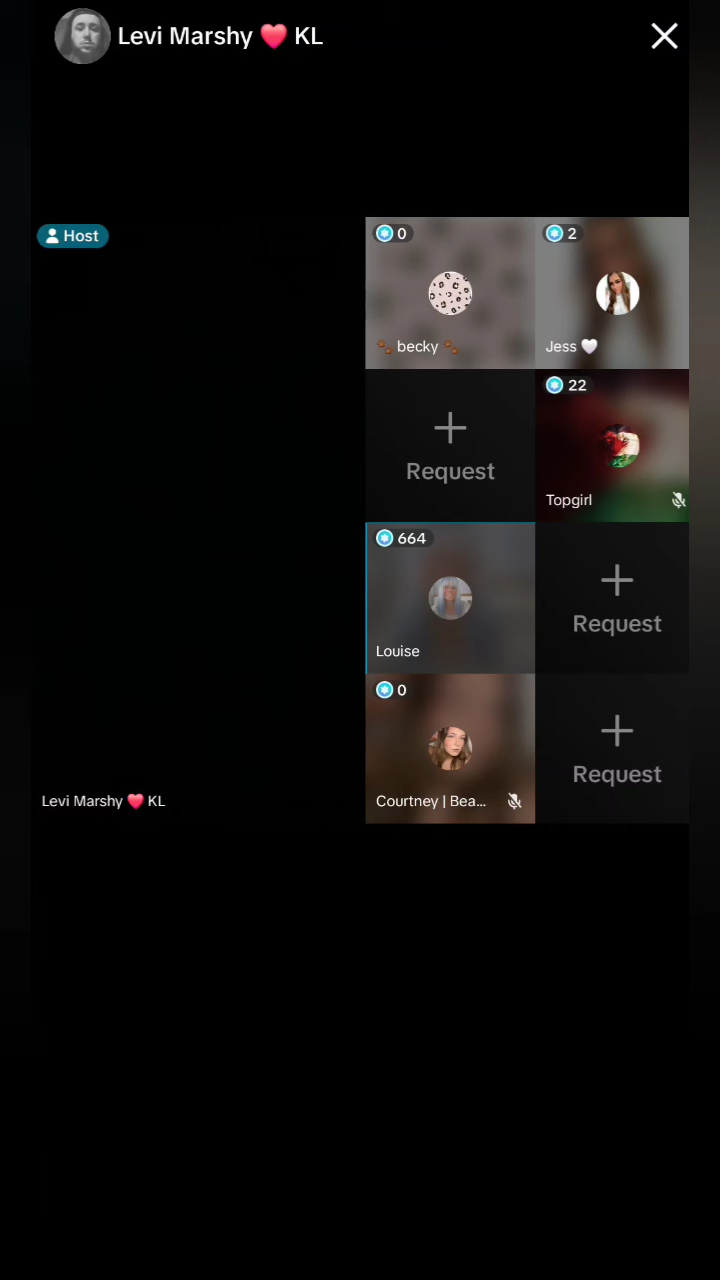 Levi Marshy ❤️ KL
Host
0
2
🐾 becky 🐾
Jess 🤍
Request
22
Topgirl
664
Louise
Request
0
Courtney | Bea...
Request
Levi Marshy ❤️ KL